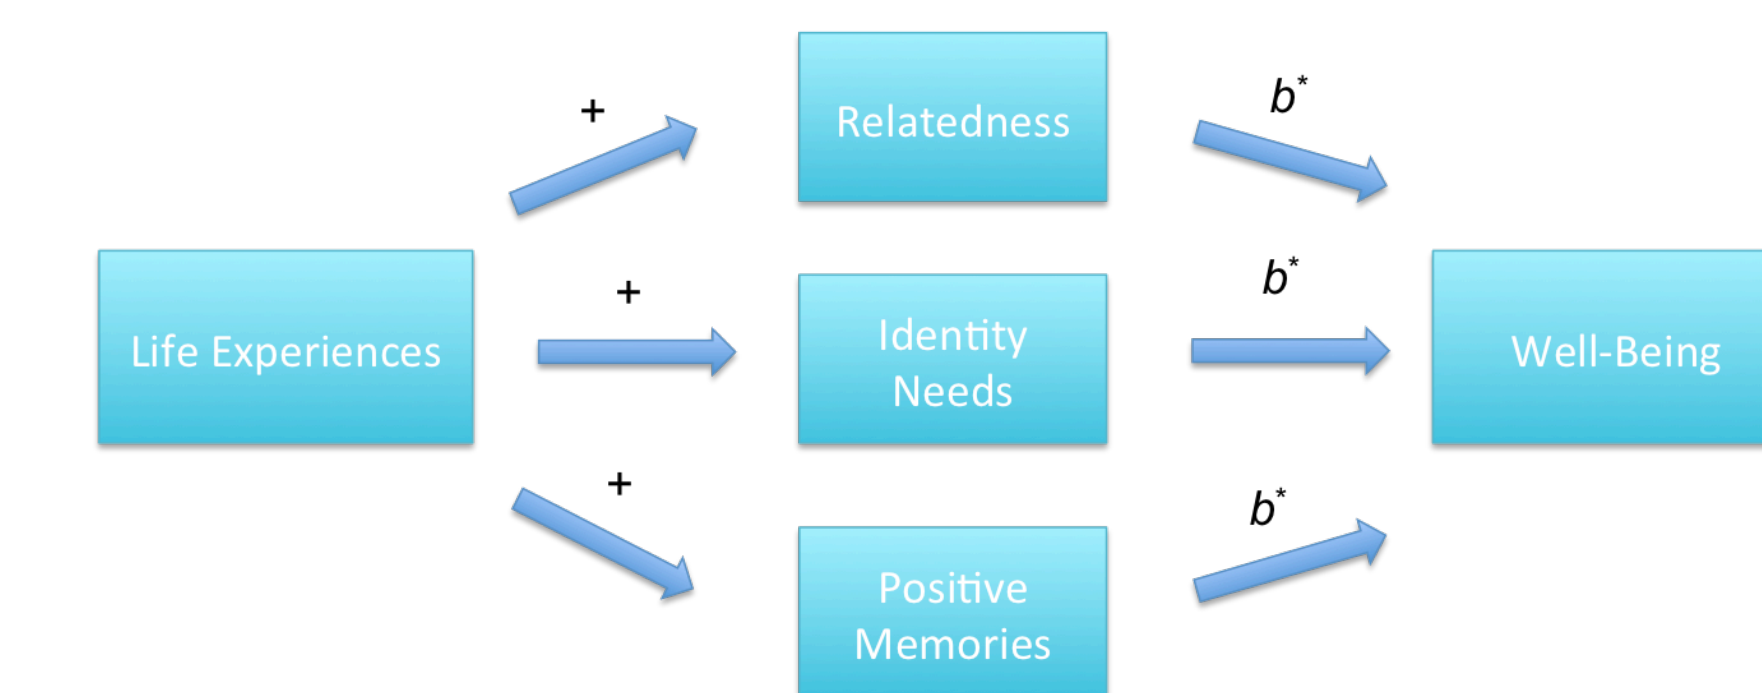 Relatedness
+
b*
Life Experiences
+
Identity
Needs
b*
Well-Being
+
Positive
Memories
b*